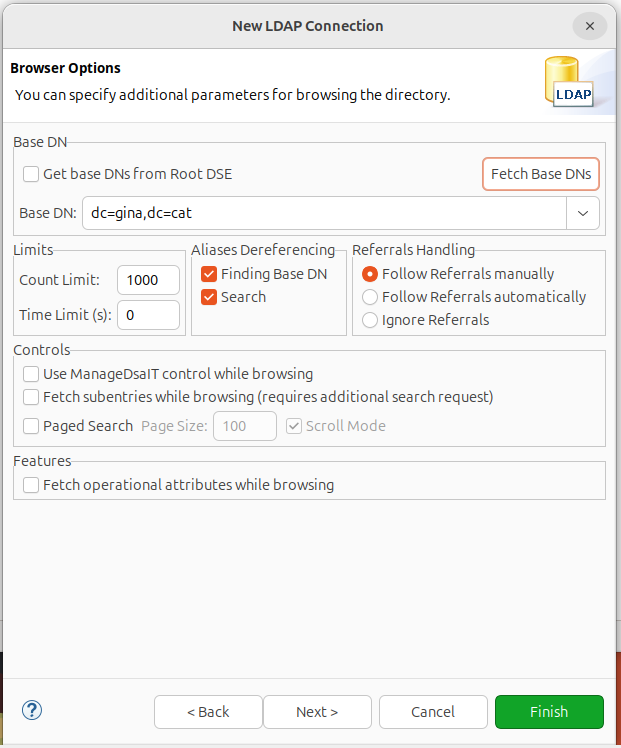 New LDAP Connection
Browser Options
You can specify additional parameters for browsing the directory.
LDAP
Base DN
Get base DNs from Root DSE
Fetch Base DNs
Base DN: dc=gina,dc=cat
Limits
Count Limit: 1000
Time Limit (s): 0
Aliases Dereferencing
Finding Base DN
Search
Referrals Handling
Follow Referrals manually
Follow Referrals automatically
Ignore Referrals
Controls
Use ManageDsaIT control while browsing
Fetch subentries while browsing (requires additional search request)
Paged Search Page Size: 100 Scroll Mode
Features
Fetch operational attributes while browsing
?
< Back Next > Cancel Finish